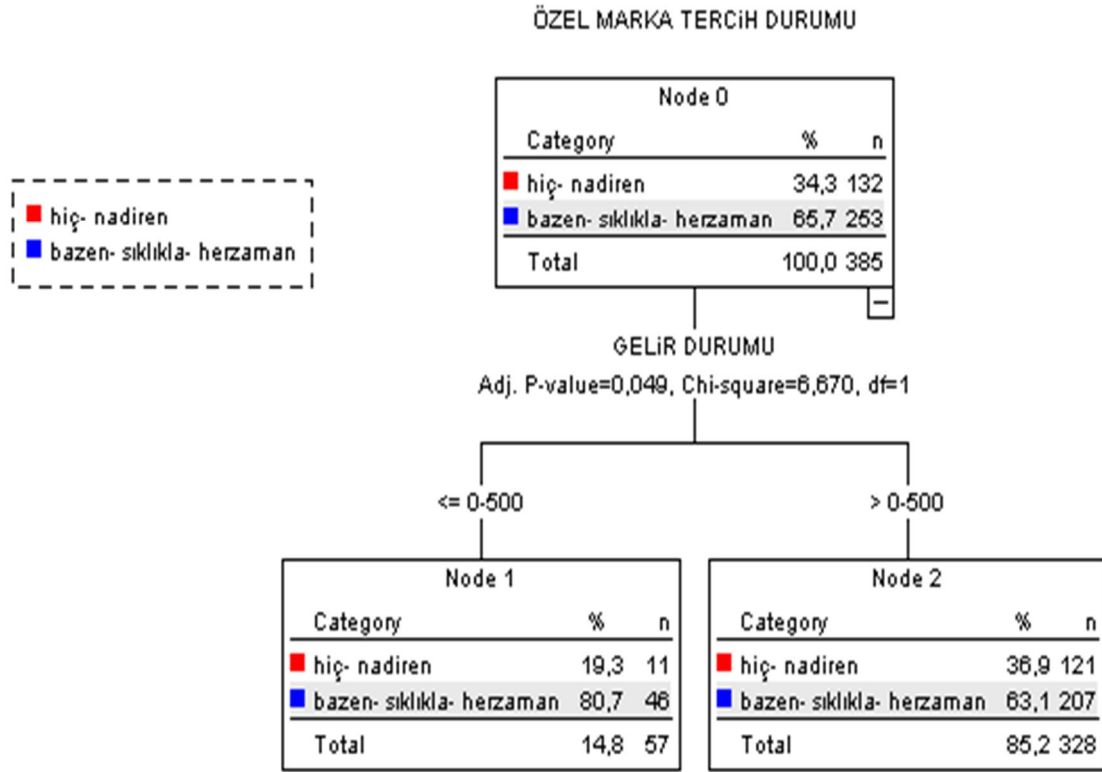 ÖZEL MARKA TERCiH DURUMU
Node 0
Category % n
hiç- nadiren 34,3 132
bazen- sıklıkla- herzaman 65,7 253
Total 100,0 385
hiç- nadiren
bazen- sıklıkla- herzaman
GELiR DURUMU
Adj. P-value=0,049, Chi-square=6,670, df=1
<= 0-500
> 0-500
Node 1
Category % n
hiç- nadiren 19,3 11
bazen- sıklıkla- herzaman 80,7 46
Total 14,8 57
Node 2
Category % n
hiç- nadiren 36,9 121
bazen- sıklıkla- herzaman 63,1 207
Total 85,2 328